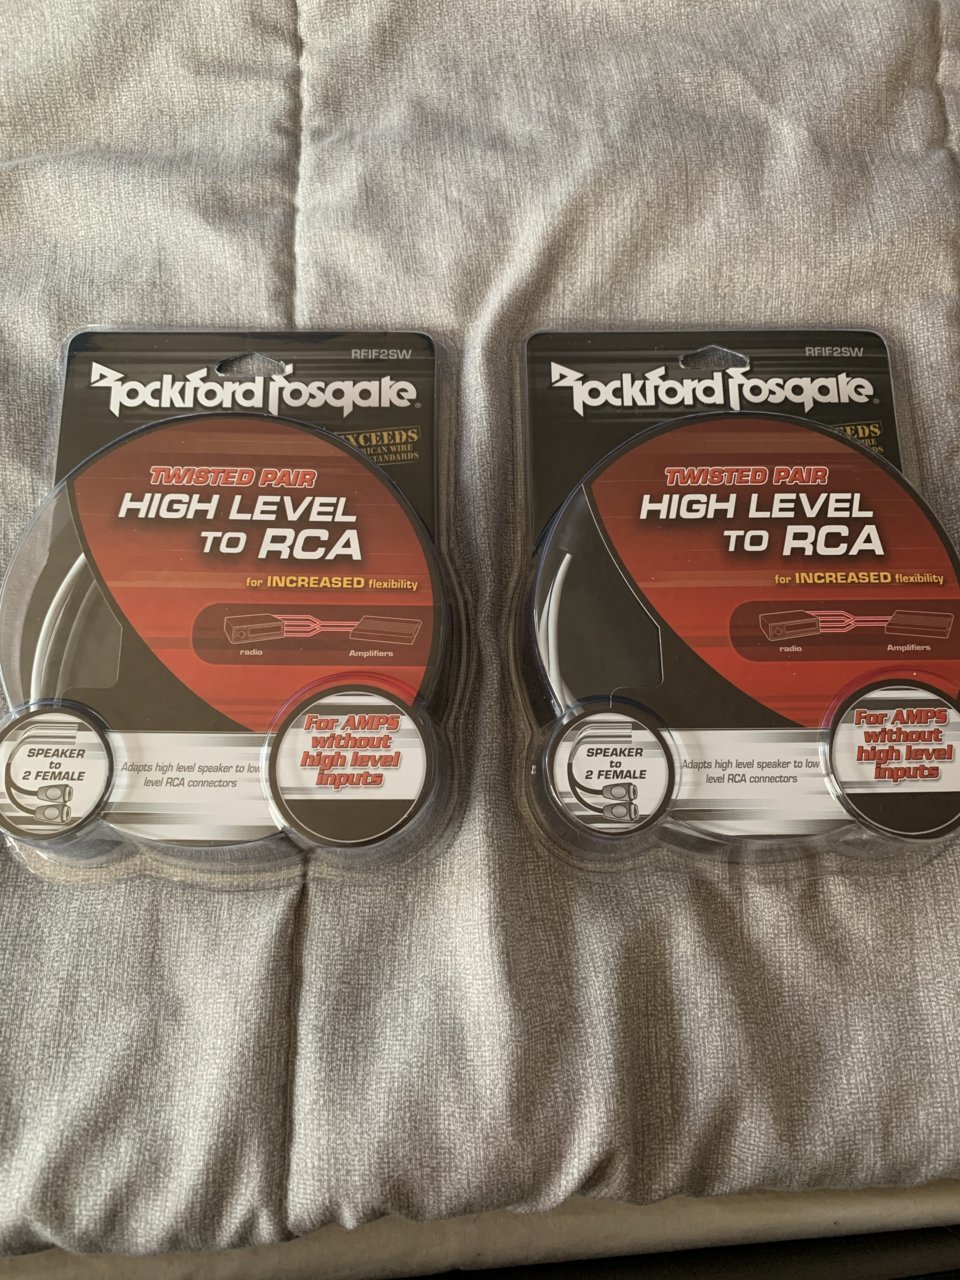 RFIF2SW
Rockford Fosgate®
EXCEEDS
WIRE
STANDARDS
TWISTED PAIR
HIGH LEVEL
TO RCA
for INCREASED flexibility
radio
Amplifiers
SPEAKER
to
2 FEMALE
Adapts high level speaker to low
level RCA connectors
For AMPS
without
high level
inputs
RFIF2SW
Rockford Fosgate®
TWISTED PAIR
HIGH LEVEL
TO RCA
for INCREASED flexibility
radio
Amplifiers
SPEAKER
to
2 FEMALE
Adapts high level speaker to low
level RCA connectors
For AMPS
without
high level
inputs